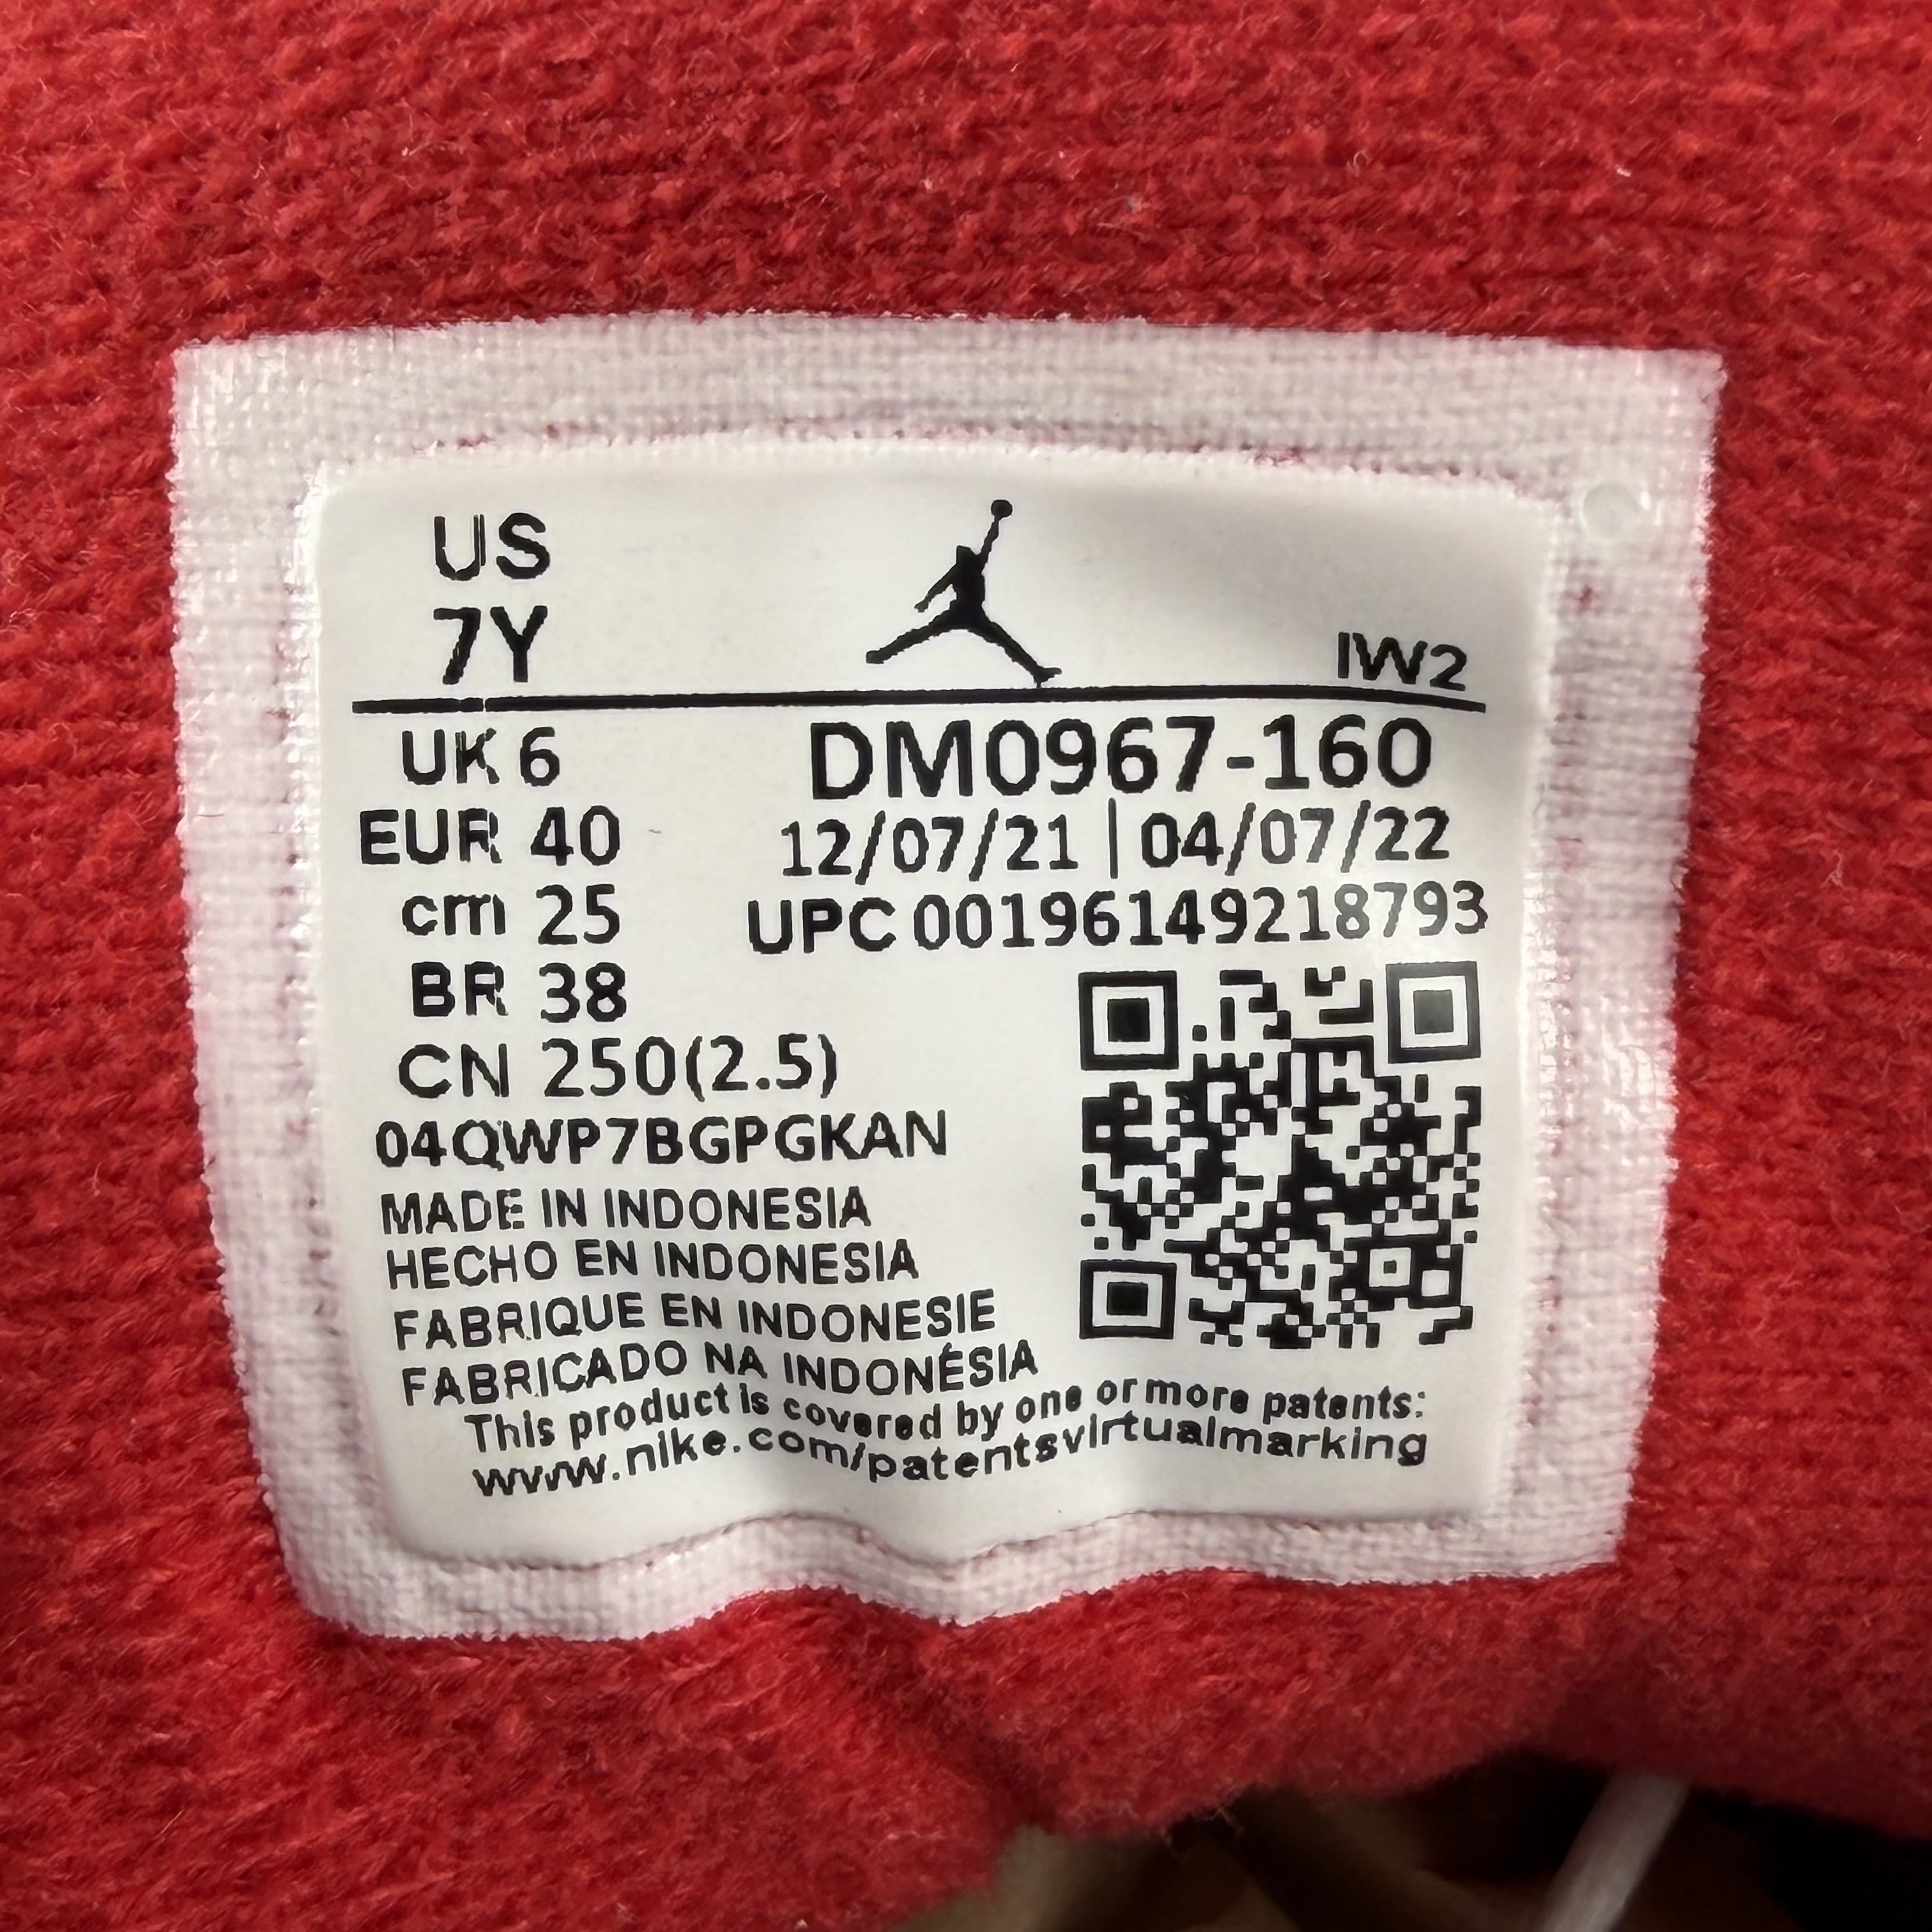 US
7Y
IW2
UK 6
DM0967-160
EUR 40
12/07/21 | 04/07/22
cm 25
UPC 00196149218793
BR 38
CN 250(2.5)
04QWP7BGPGKAN
MADE IN INDONESIA
HECHO EN INDONESIA
FABRIQUE EN INDONESIE
FABRICADO NA INDONÉSIA
This product is covered by one or more patents:
www.nike.com/patentsvirtualmarking